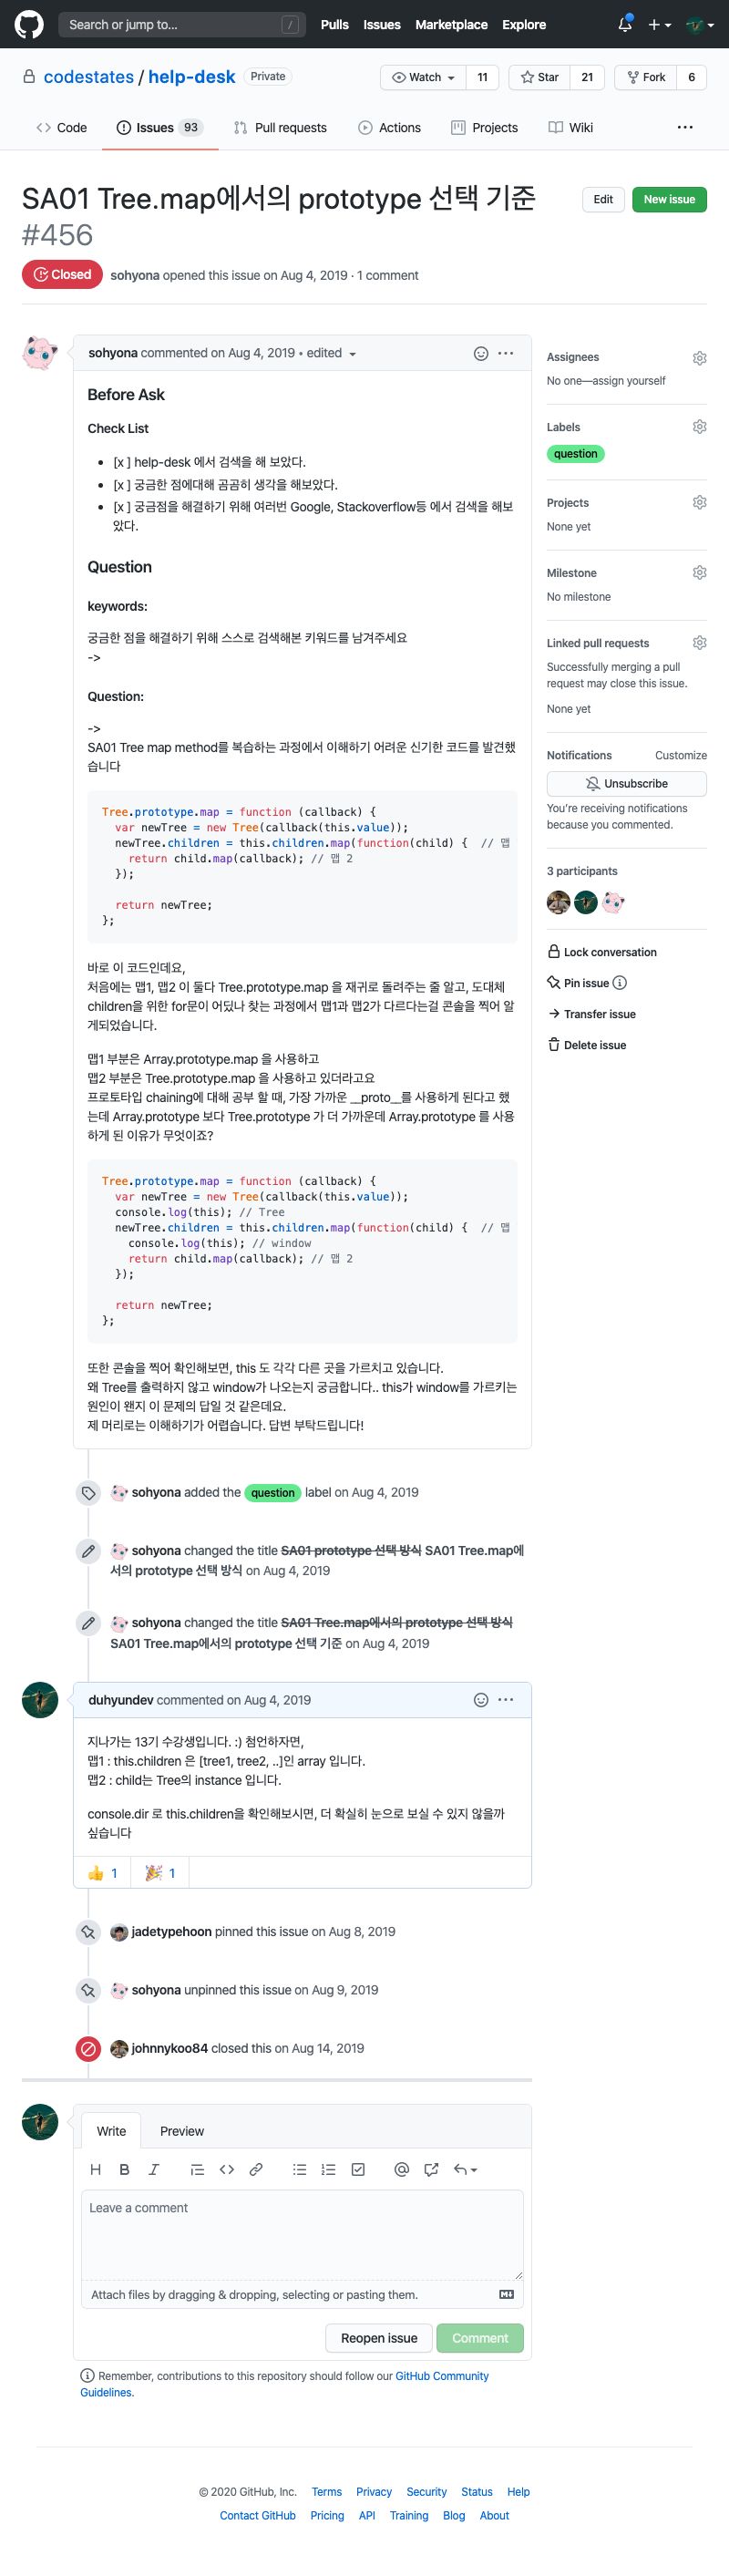 Search or jump to...
/
Pulls Issues Marketplace Explore
codestates / help-desk Private
Watch 11
Star 21
Fork 6
Code
Issues 93
Pull requests
Actions
Projects
Wiki
SA01 Tree.map에서의 prototype 선택 기준
#456
Edit
New issue
Closed
sohyona opened this issue on Aug 4, 2019 · 1 comment
sohyona commented on Aug 4, 2019 • edited
Before Ask
Check List
• [x ] help-desk 에서 검색을 해 보았다.
• [x ] 궁금한 점에대해 곰곰히 생각을 해보았다.
• [x ] 궁금점을 해결하기 위해 여러번 Google, Stackoverflow등 에서 검색을 해보
았다.
Question
keywords:
궁금한 점을 해결하기 위해 스스로 검색해본 키워드를 남겨주세요
->
Question:
->
SA01 Tree map method를 복습하는 과정에서 이해하기 어려운 신기한 코드를 발견했
습니다
Tree.prototype.map = function (callback) {
var newTree = new Tree(callback(this.value));
newTree.children = this.children.map(function(child) { // 맵
return child.map(callback); // 맵 2
});
return newTree;
};
바로 이 코드인데요,
처음에는 맵1, 맵2 이 둘다 Tree.prototype.map 을 재귀로 돌려주는 줄 알고, 도대체
children을 위한 for문이 어딨나 찾는 과정에서 맵1과 맵2가 다르다는걸 콘솔을 찍어 알
게되었습니다.
맵1 부분은 Array.prototype.map 을 사용하고
맵2 부분은 Tree.prototype.map 을 사용하고 있더라고요
프로토타입 chaining에 대해 공부 할 때, 가장 가까운 __proto__를 사용하게 된다고 했
는데 Array.prototype 보다 Tree.prototype 가 더 가까운데 Array.prototype 를 사용
하게 된 이유가 무엇이죠?
Tree.prototype.map = function (callback) {
var newTree = new Tree(callback(this.value));
console.log(this); // Tree
newTree.children = this.children.map(function(child) { // 맵
console.log(this); // window
return child.map(callback); // 맵 2
});
return newTree;
};
또한 콘솔을 찍어 확인해보면, this 도 각각 다른 곳을 가르치고 있습니다.
왜 Tree를 출력하지 않고 window가 나오는지 궁금합니다.. this가 window를 가르키는
원인이 왠지 이 문제의 답일 것 같은데요.
제 머리로는 이해하기가 어렵습니다. 답변 부탁드립니다!
Assignees
No one—assign yourself
Labels
question
Projects
None yet
Milestone
No milestone
Linked pull requests
Successfully merging a pull
request may close this issue.
None yet
Notifications Customize
Unsubscribe
You're receiving notifications
because you commented.
3 participants
Lock conversation
Pin issue
Transfer issue
Delete issue
sohyona added the question label on Aug 4, 2019
sohyona changed the title SA01 prototype 선택 방식 SA01 Tree.map에
서의 prototype 선택 방식 on Aug 4, 2019
sohyona changed the title SA01 Tree.map에서의 prototype 선택 방식
SA01 Tree.map에서의 prototype 선택 기준 on Aug 4, 2019
duhyundev commented on Aug 4, 2019
지나가는 13기 수강생입니다. :) 첨언하자면,
맵1 : this.children 은 [tree1, tree2, ..]인 array 입니다.
맵2 : child는 Tree의 instance 입니다.
console.dir 로 this.children을 확인해보시면, 더 확실히 눈으로 보실 수 있지 않을까
싶습니다
👍 1 🎉 1
jadetypehoon pinned this issue on Aug 8, 2019
sohyona unpinned this issue on Aug 9, 2019
johnnykoo84 closed this on Aug 14, 2019
Write Preview
Leave a comment
Attach files by dragging & dropping, selecting or pasting them.
Reopen issue
Comment
Remember, contributions to this repository should follow our GitHub Community
Guidelines.
© 2020 GitHub, Inc. Terms Privacy Security Status Help
Contact GitHub Pricing API Training Blog About